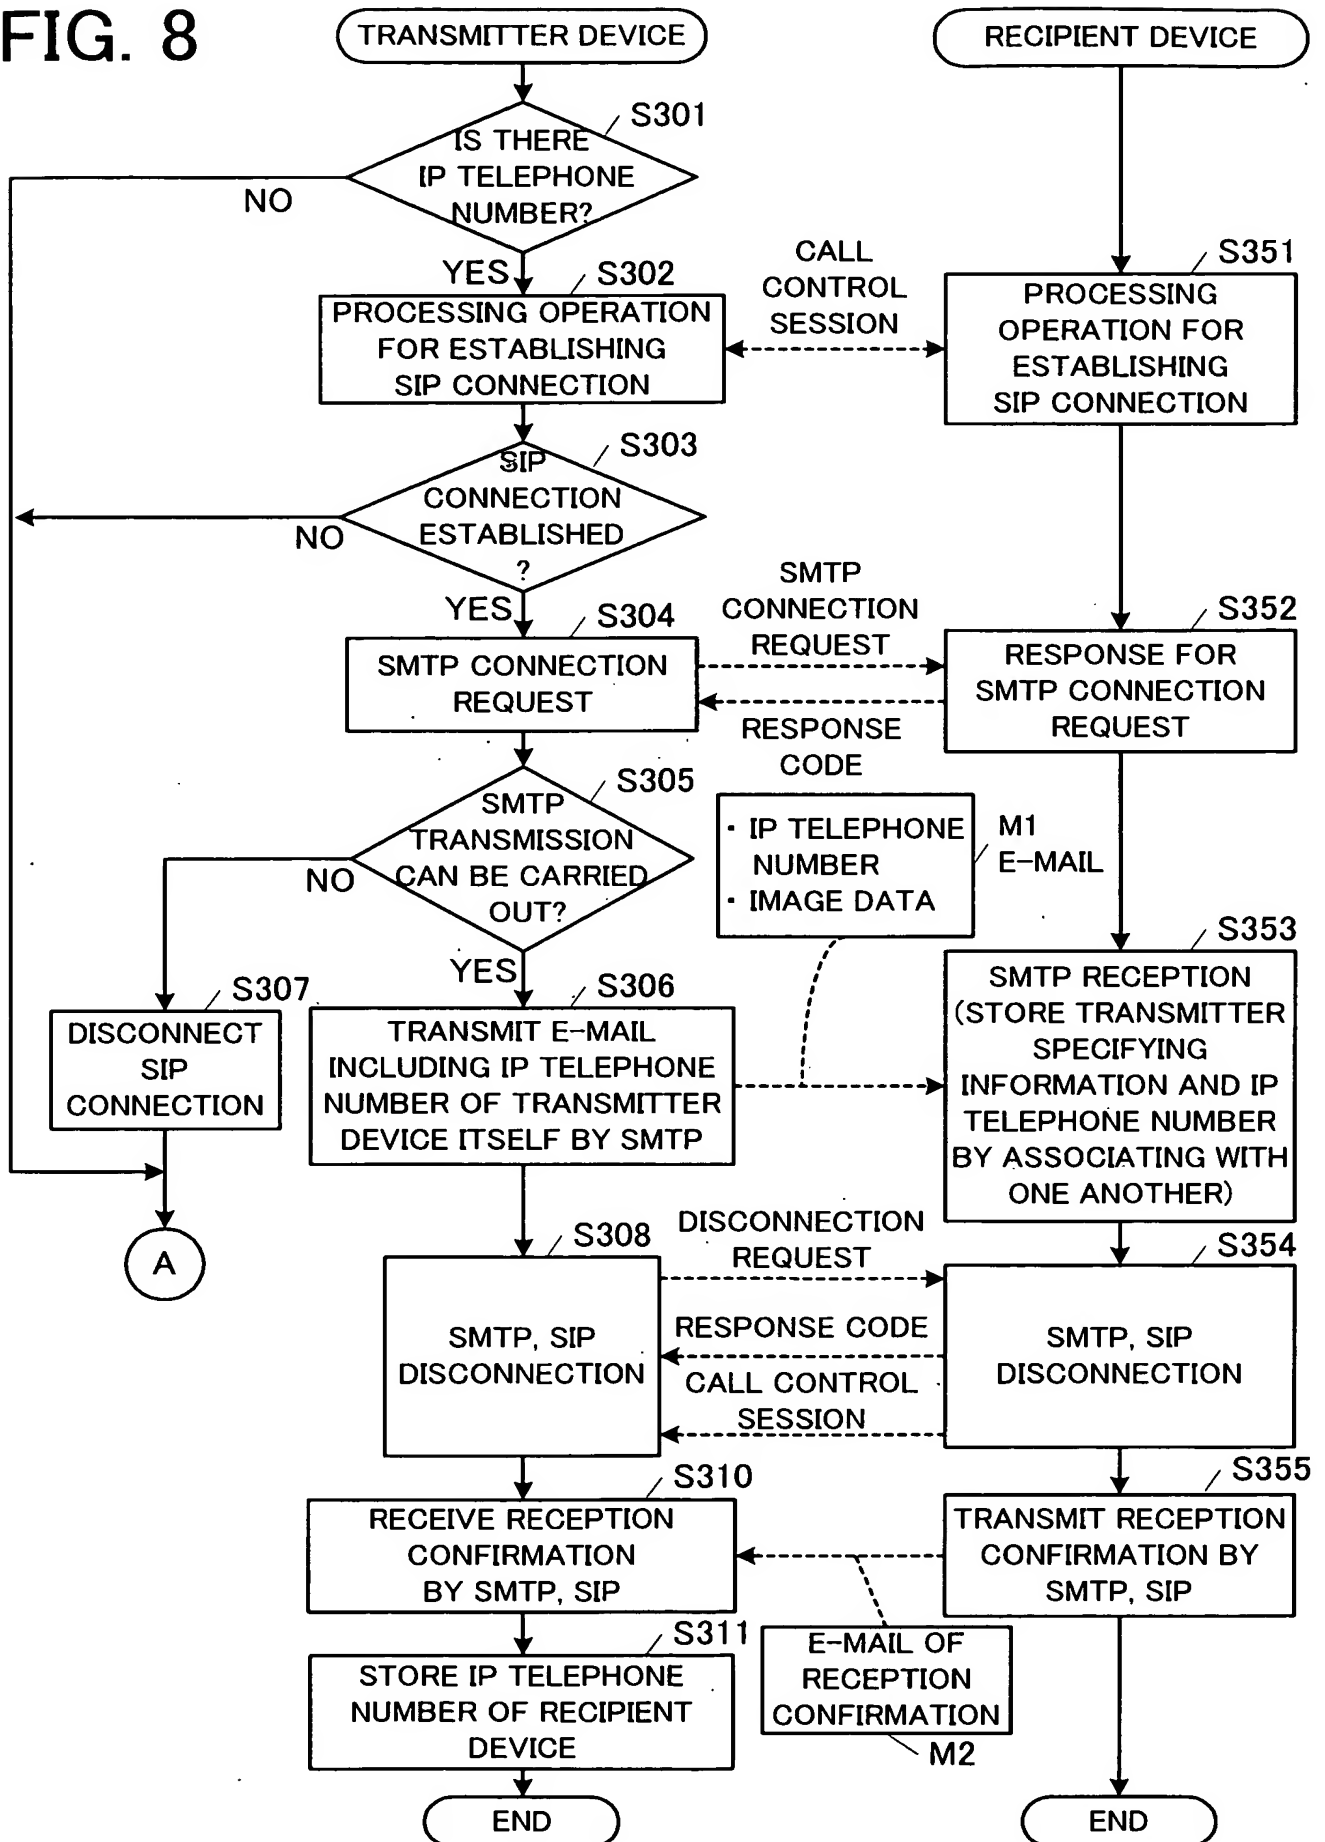 FIG. 8
TRANSMITTER DEVICE
RECIPIENT DEVICE
S301
IS THERE
IP TELEPHONE
NUMBER?
NO
YES
S302
PROCESSING OPERATION
FOR ESTABLISHING
SIP CONNECTION
CALL
CONTROL
SESSION
S351
PROCESSING
OPERATION FOR
ESTABLISHING
SIP CONNECTION
S303
SIP
CONNECTION
ESTABLISHED
?
NO
YES
S304
SMTP CONNECTION
REQUEST
SMTP
CONNECTION
REQUEST
RESPONSE
CODE
S352
RESPONSE FOR
SMTP CONNECTION
REQUEST
S305
SMTP
TRANSMISSION
CAN BE CARRIED
OUT?
NO
YES
・IP TELEPHONE
NUMBER
・IMAGE DATA
M1
E-MAIL
S307
DISCONNECT
SIP
CONNECTION
A
S306
TRANSMIT E-MAIL
INCLUDING IP TELEPHONE
NUMBER OF TRANSMITTER
DEVICE ITSELF BY SMTP
S353
SMTP RECEPTION
(STORE TRANSMITTER
SPECIFYING
INFORMATION AND IP
TELEPHONE NUMBER
BY ASSOCIATING WITH
ONE ANOTHER)
S308
SMTP, SIP
DISCONNECTION
DISCONNECTION
REQUEST
RESPONSE CODE
CALL CONTROL
SESSION
S354
SMTP, SIP
DISCONNECTION
S310
RECEIVE RECEPTION
CONFIRMATION
BY SMTP, SIP
S355
TRANSMIT RECEPTION
CONFIRMATION BY
SMTP, SIP
S311
STORE IP TELEPHONE
NUMBER OF RECIPIENT
DEVICE
E-MAIL OF
RECEPTION
CONFIRMATION
M2
END
END